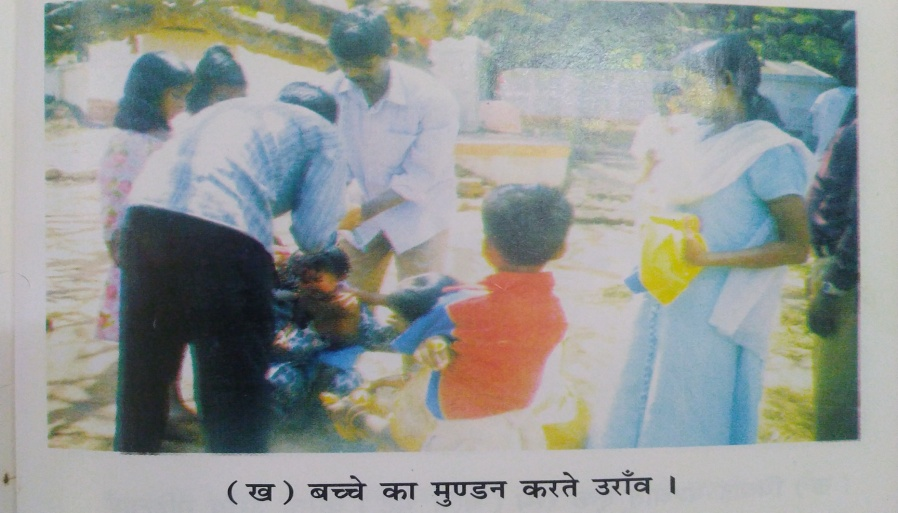 ( ख ) बच्चे का मुण्डन करते उराँव ।